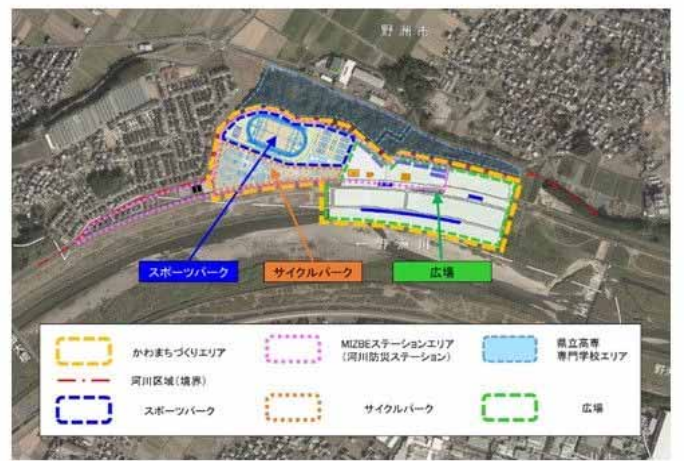 野洲市
←野洲川
スポーツパーク
サイクルパーク
広場
かわまちづくりエリア
MIZBEステーションエリア
(河川防災ステーション)
県立高専
専門学校エリア
河川区域(境界)
スポーツパーク
サイクルパーク
広場